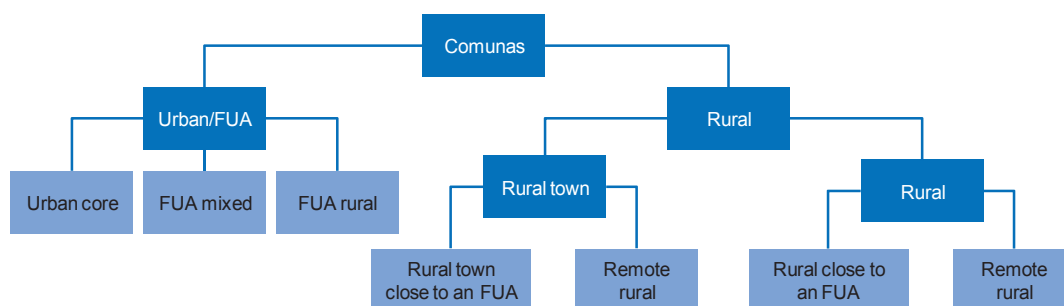 Comunas
Urban/FUA
Rural
Urban core
FUA mixed
FUA rural
Rural town
Rural
Rural town
close to an FUA
Remote
rural
Rural close to
an FUA
Remote
rural